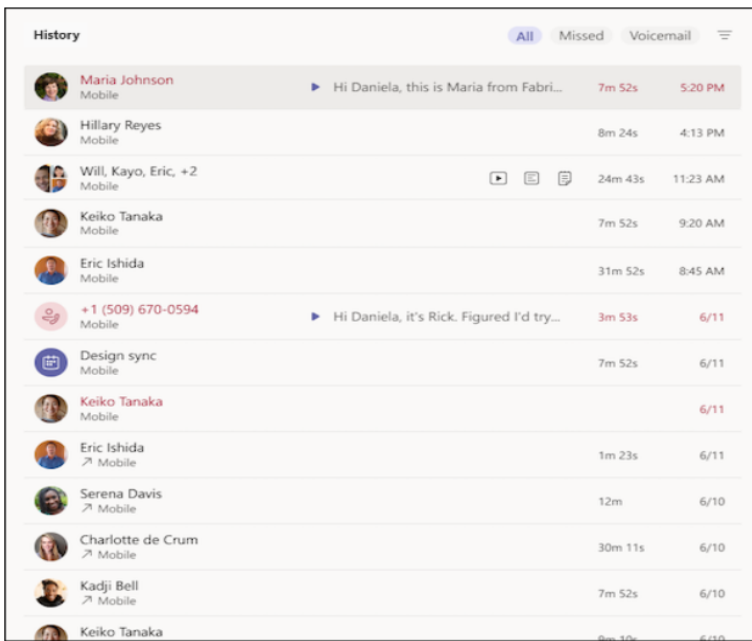 History
All
Missed
Voicemail
Maria Johnson
Mobile
Hi Daniela, this is Maria from Fabri...
7m 52s
5:20 PM
Hillary Reyes
Mobile
8m 24s
4:13 PM
Will, Kayo, Eric, +2
Mobile
24m 43s
11:23 AM
Keiko Tanaka
Mobile
7m 52s
9:20 AM
Eric Ishida
Mobile
31m 52s
8:45 AM
+1 (509) 670-0594
Mobile
Hi Daniela, it's Rick. Figured I'd try...
3m 53s
6/11
Design sync
Mobile
7m 52s
6/11
Keiko Tanaka
Mobile
6/11
Eric Ishida
Mobile
1m 23s
6/11
Serena Davis
Mobile
12m
6/10
Charlotte de Crum
Mobile
30m 11s
6/10
Kadji Bell
Mobile
7m 52s
6/10
Keiko Tanaka
9m 10s
6/10